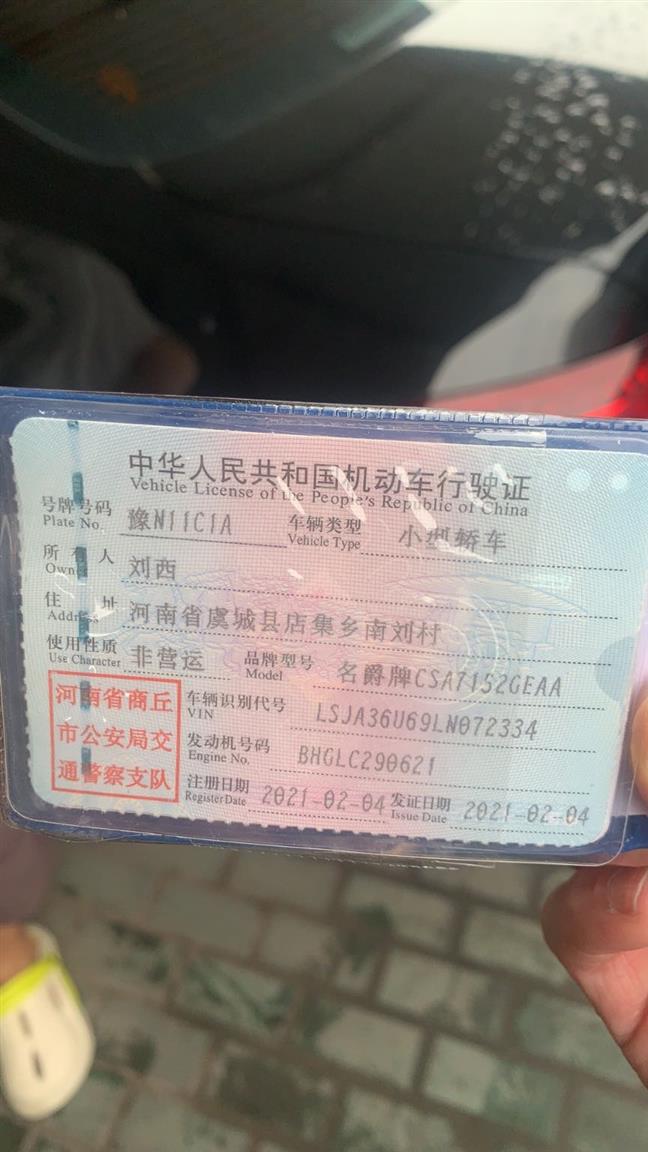 中华人民共和国机动车行驶证
Vehicle License of the People's Republic of China
号牌号码 豫N11C1A 车辆类型 小型轿车
Plate No. Vehicle Type
所有人 刘西
Owner
住址 河南省虞城县店集乡南刘村
Address
使用性质 非营运 品牌型号 名爵牌CSA7152GEAA
Use Character Model
河南省商丘
市公安局交
通警察支队
车辆识别代号 LSJA36U69LN072334
VIN
发动机号码 BHGLC290621
Engine No.
注册日期 2021-02-04 发证日期 2021-02-04
Register Date Issue Date